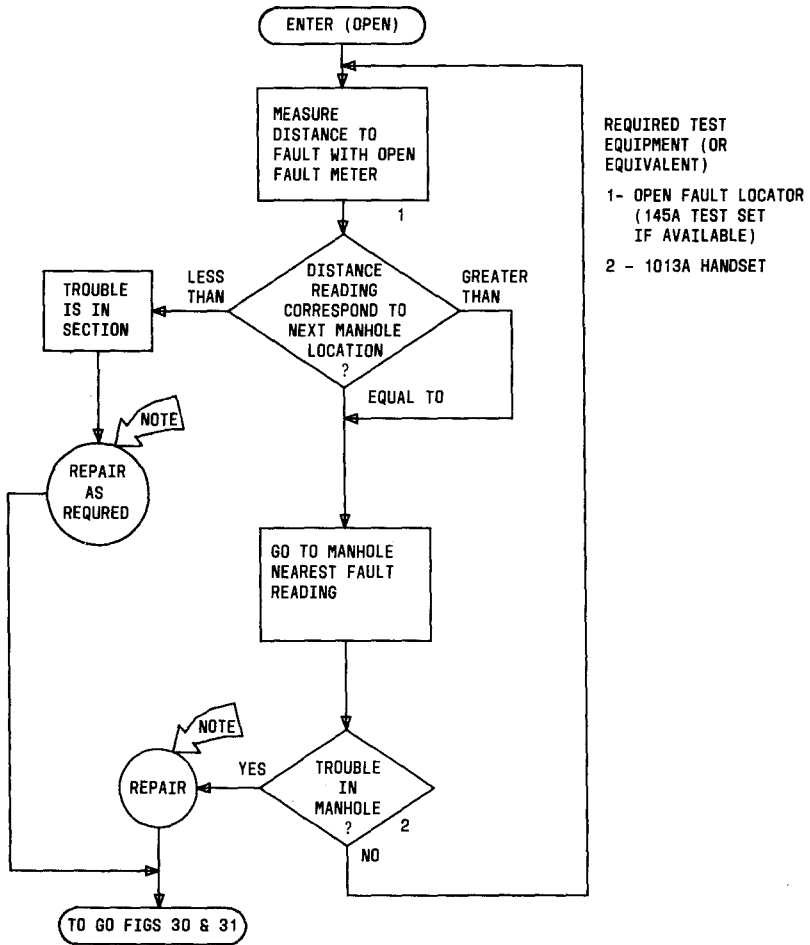 ENTER (OPEN)
MEASURE
DISTANCE TO
FAULT WITH OPEN
FAULT METER
1
REQUIRED TEST
EQUIPMENT (OR
EQUIVALENT)
1- OPEN FAULT LOCATOR
(145A TEST SET
IF AVAILABLE)
2 - 1013A HANDSET
DISTANCE
READING
CORRESPOND TO
NEXT MANHOLE
LOCATION
?
LESS
THAN
GREATER
THAN
EQUAL TO
TROUBLE
IS IN
SECTION
NOTE
REPAIR
AS
REQURED
GO TO MANHOLE
NEAREST FAULT
READING
TROUBLE
IN
MANHOLE
?
2
YES
NO
NOTE
REPAIR
TO GO FIGS 30 & 31